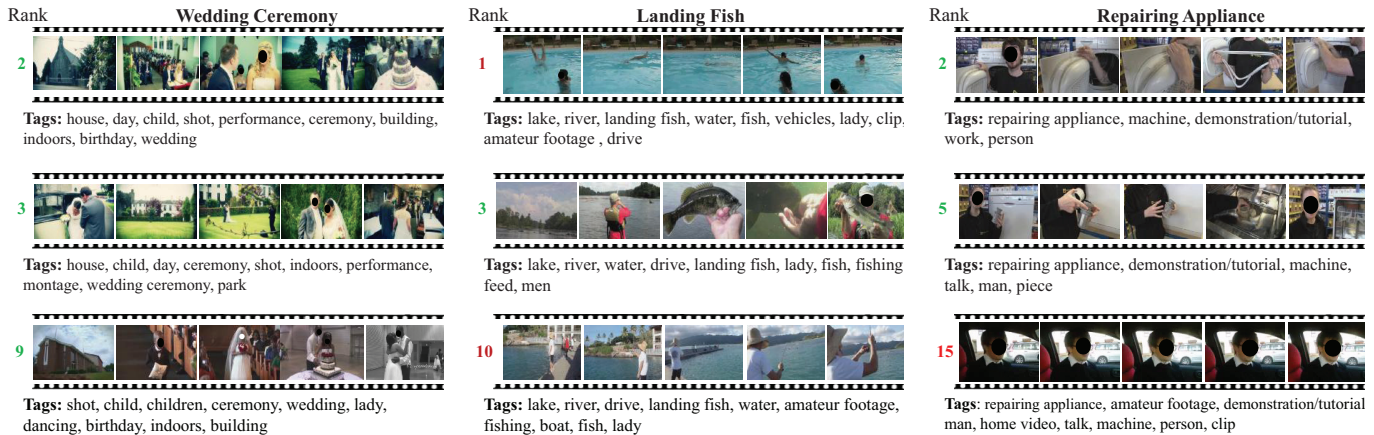 Rank Wedding Ceremony
2
Tags: house, day, child, shot, performance, ceremony, building,
indoors, birthday, wedding
3
Tags: house, child, day, ceremony, shot, indoors, performance,
montage, wedding ceremony, park
9
Tags: shot, child, children, ceremony, wedding, lady,
dancing, birthday, indoors, building
Rank Landing Fish
1
Tags: lake, river, landing fish, water, fish, vehicles, lady, clip,
amateur footage , drive
3
Tags: lake, river, water, drive, landing fish, lady, fish, fishing
feed, men
10
Tags: lake, river, drive, landing fish, water, amateur footage,
fishing, boat, fish, lady
Rank Repairing Appliance
2
Tags: repairing appliance, machine, demonstration/tutorial,
work, person
5
Tags: repairing appliance, demonstration/tutorial, machine,
talk, man, piece
15
Tags: repairing appliance, amateur footage, demonstration/tutorial
man, home video, talk, machine, person, clip